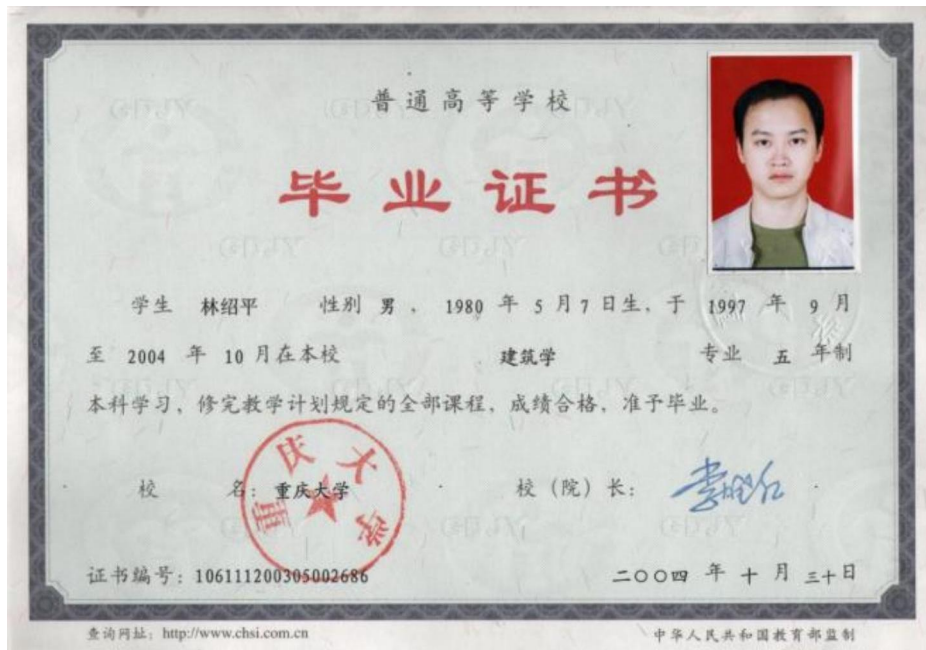 普通高等学校
毕业证书
学生 林绍平 性别 男 ， 1980 年 5 月 7 日生，于 1997 年 9 月
至 2004 年 10 月在本校 建筑学 专业 五 年制
本科学习，修完教学计划规定的全部课程，成绩合格，准予毕业。
校 名：重庆大学 校（院）长：
重庆大学
证书编号：106111200305002686 二〇〇四 年 十 月 三十日
查询网址：http://www.chsi.com.cn 中华人民共和国教育部监制